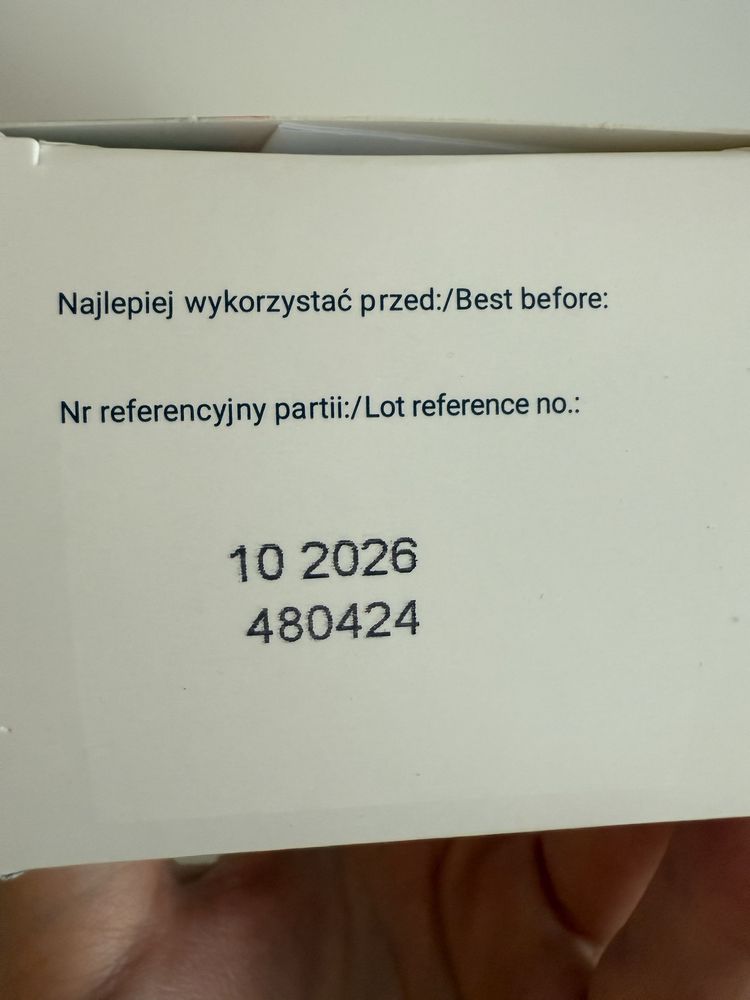 Najlepiej wykorzystać przed:/Best before:
Nr referencyjny partii:/Lot reference no.:
10 2026
480424